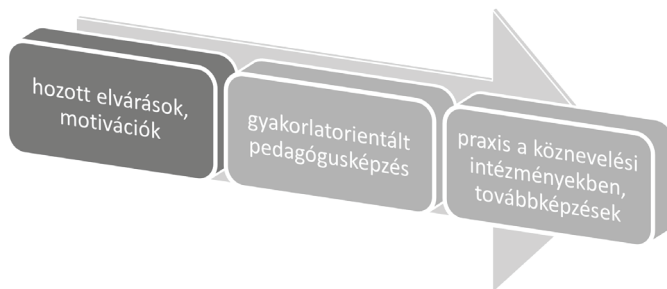 hozott elvárások,
motivációk
gyakorlatorientált
pedagógusképzés
praxis a köznevelési
intézményekben,
továbbképzések